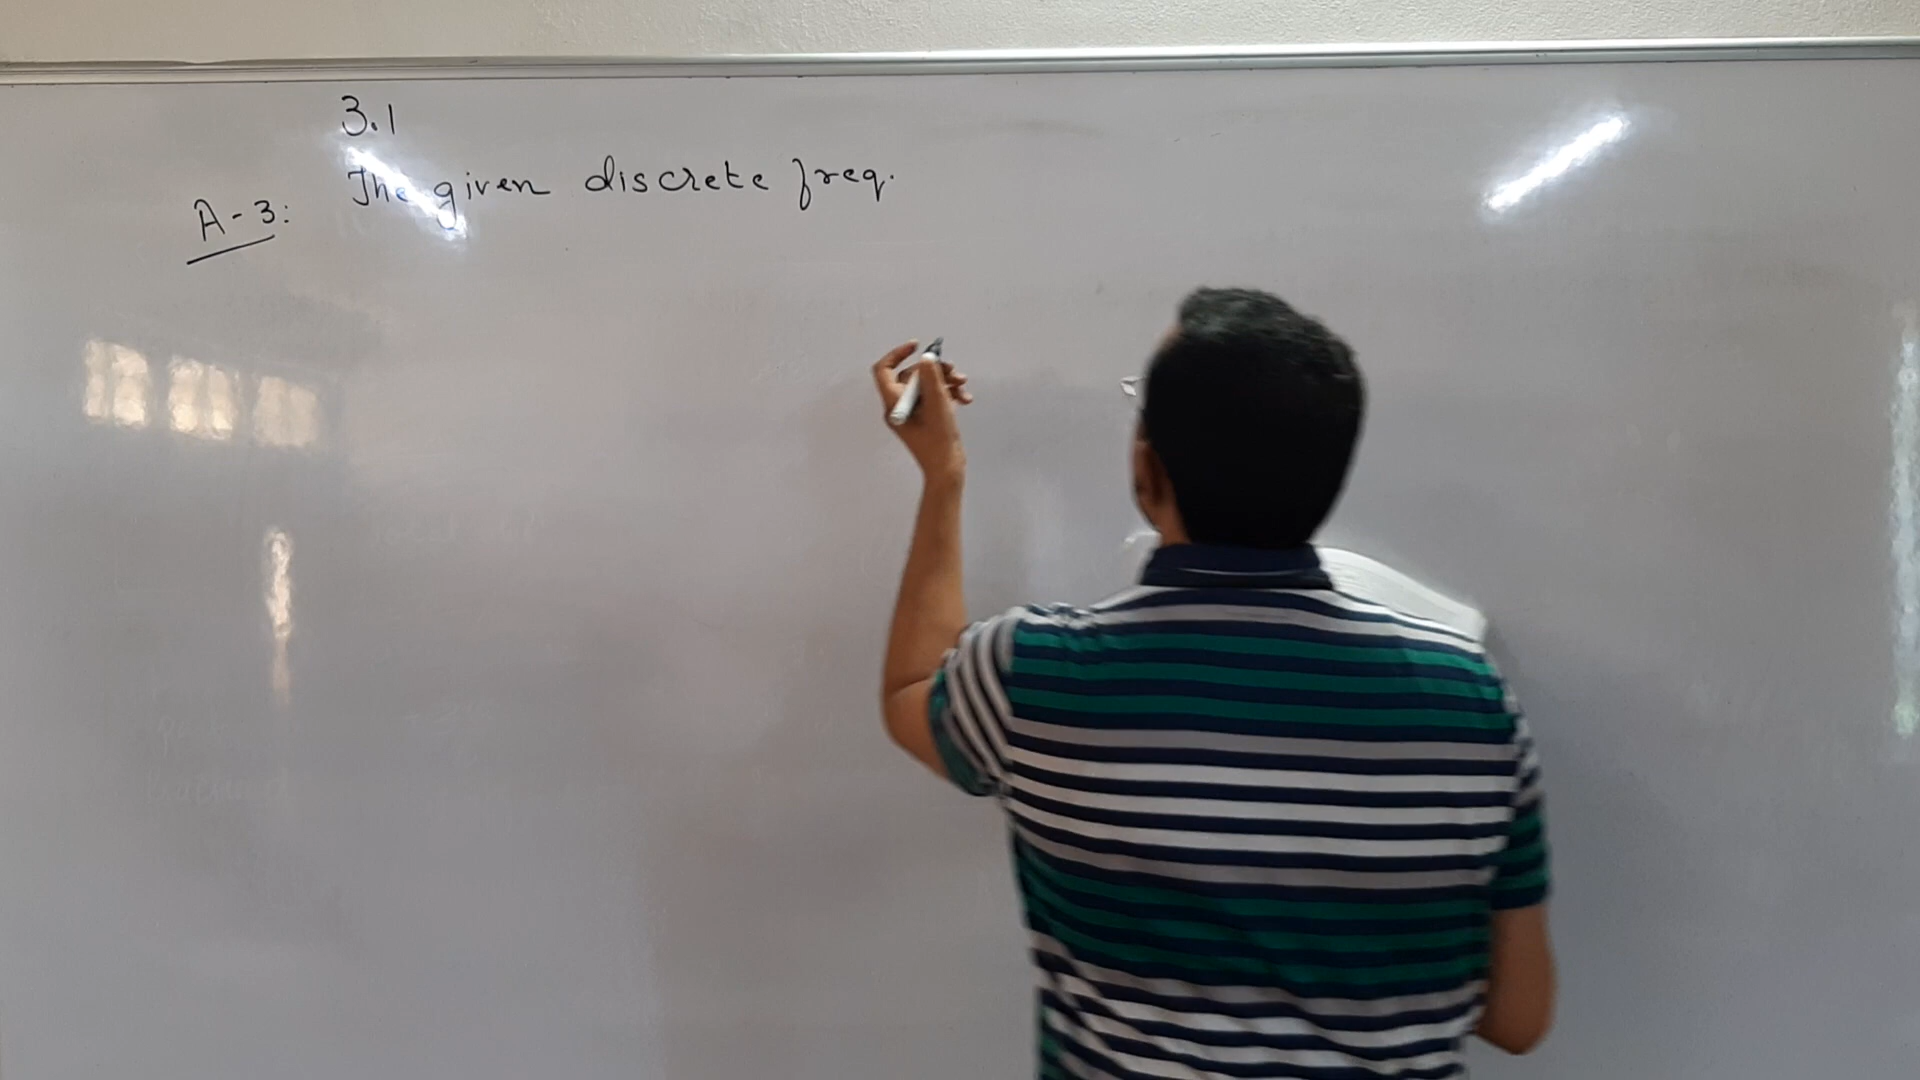 3.1
A-3: The given discrete freq.